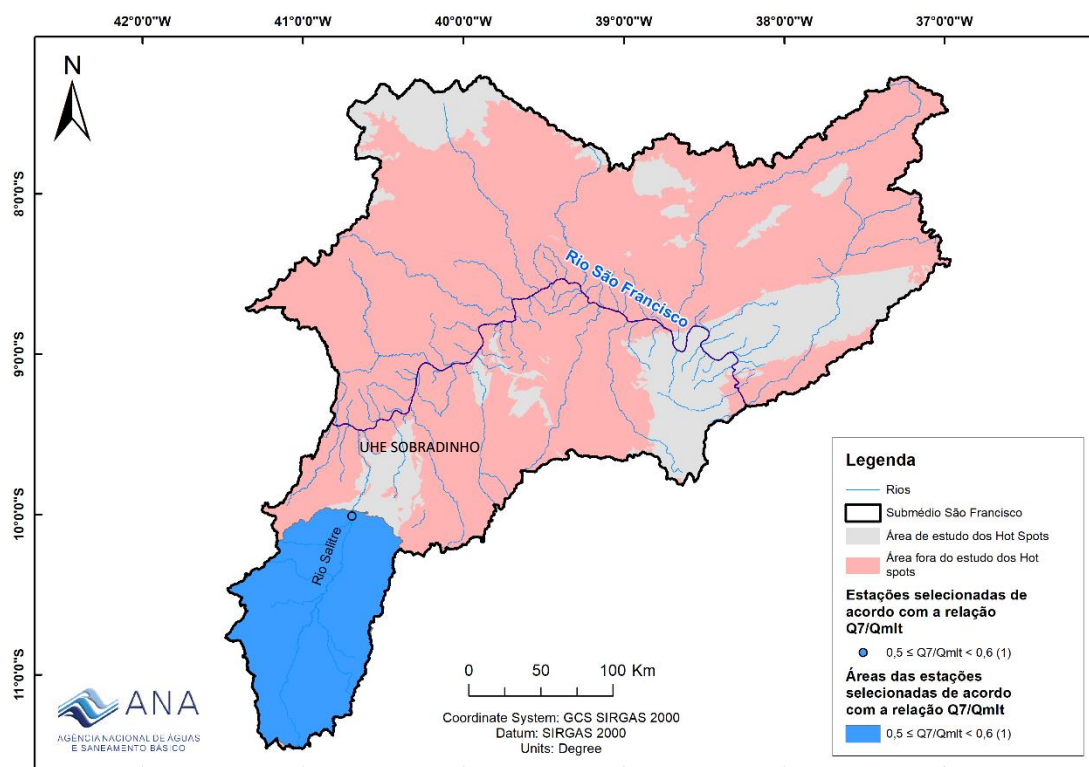 42°0'0"W 41°0'0"W 40°0'0"W 39°0'0"W 38°0'0"W 37°0'0"W
N
8°0'0"S
9°0'0"S
10°0'0"S
11°0'0"S
Rio São Francisco
UHE SOBRADINHO
Rio Salitre
Legenda
Rios
Submédio São Francisco
Área de estudo dos Hot Spots
Área fora do estudo dos Hot
spots
Estações selecionadas de
acordo com a relação
Q7/Qmlt
0,5 ≤ Q7/Qmlt < 0,6 (1)
Áreas das estações
selecionadas de acordo
com a relação Q7/Qmlt
0,5 ≤ Q7/Qmlt < 0,6 (1)
0 50 100 Km
Coordinate System: GCS SIRGAS 2000
Datum: SIRGAS 2000
Units: Degree
ANA
AGÊNCIA NACIONAL DE ÁGUAS
E SANEAMENTO BÁSICO